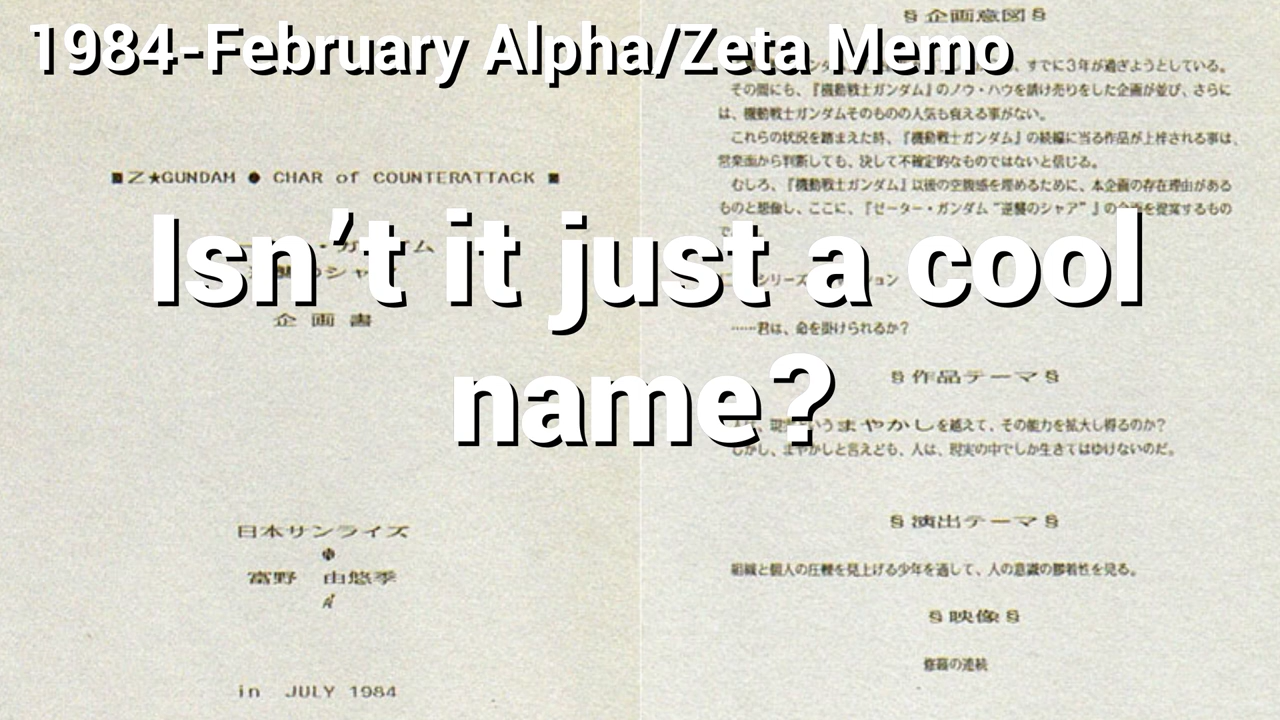 1984-February Alpha/Zeta Memo
Isn't it just a cool
name?
■Z★GUNDAM ● CHAR of COUNTERATTACK ■
企 画 書
日本サンライズ
富野 由悠季
in JULY 1984
§企画意図§
すでに3年が過ぎようとしている。
その間にも、『機動戦士ガンダム』のノウ・ハウを請け売りをした企画が並び、さらに
は、機動戦士ガンダムそのものの人気も衰える事がない。
これらの状況を踏まえた時、『機動戦士ガンダム』の続編に当る作品が上梓される事は、
営業面から判断しても、決して不確定的なものではないと信じる。
むしろ、『機動戦士ガンダム』以後の空腹感を埋めるために、本企画の存在理由がある
ものと想像し、ここに、『ゼーター・ガンダム“逆襲のシャア”』の企画を提案するもの
シリーズ
……君は、命を掛けられるか?
§作品テーマ§
いうまやかしを越えて、その能力を拡大し得るのか?
しかし、まやかしと言えども、人は、現実の中でしか生きてはゆけないのだ。
§演出テーマ§
組織と個人の圧轢を見上げる少年を通して、人の意識の膠着性を見る。
§映像§
修羅の連続